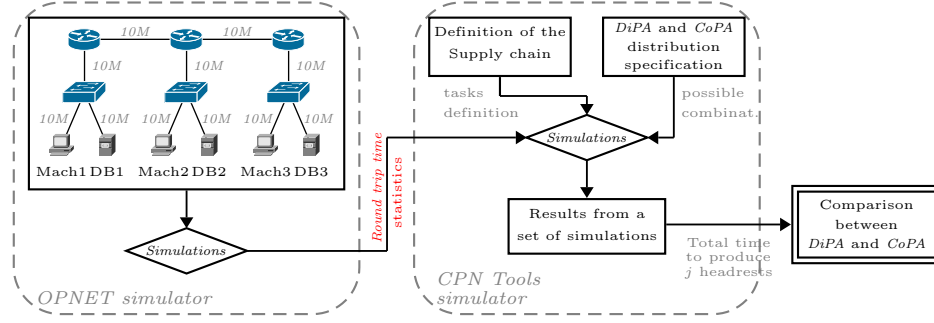 10M
10M
10M
10M
10M
10M
10M
10M
10M
10M
10M
Mach1 DB1
Mach2 DB2
Mach3 DB3
Simulations
OPNET simulator
Round trip time
statistics
Definition of the
Supply chain
DiPA and CoPA
distribution
specification
tasks
definition
possible
combinat.
Simulations
Results from a
set of simulations
CPN Tools
simulator
Total time
to produce
j headrests
Comparison
between
DiPA and CoPA